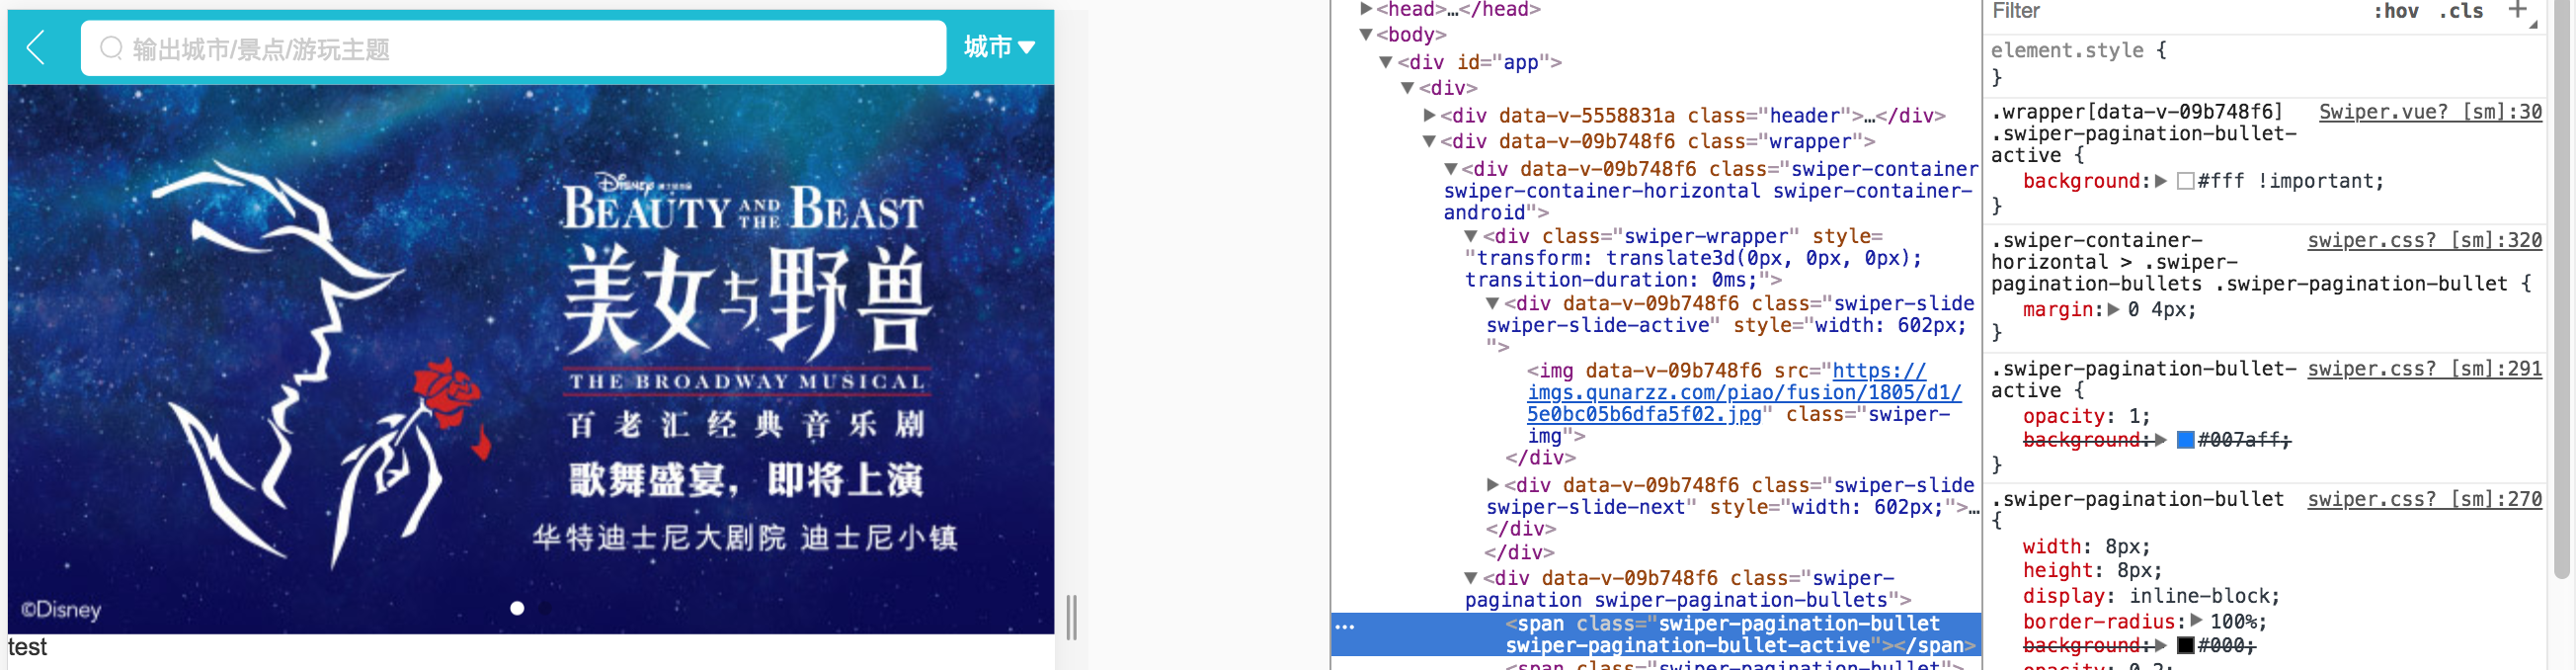 输出城市/景点/游玩主题
城市
Disney
BEAUTY AND THE BEAST
美女与野兽
THE BROADWAY MUSICAL
百老汇经典音乐剧
歌舞盛宴，即将上演
华特迪士尼大剧院 迪士尼小镇
©Disney
test
<head>…</head>
<body>
<div id="app">
<div>
<div data-v-5558831a class="header">…</div>
<div data-v-09b748f6 class="wrapper">
<div data-v-09b748f6 class="swiper-container
swiper-container-horizontal swiper-container-
android">
<div class="swiper-wrapper" style=
"transform: translate3d(0px, 0px, 0px);
transition-duration: 0ms;">
<div data-v-09b748f6 class="swiper-slide
swiper-slide-active" style="width: 602px;
">
<img data-v-09b748f6 src="https://
imgs.qunarzz.com/piao/fusion/1805/d1/
5e0bc05b6dfa5f02.jpg" class="swiper-
img">
</div>
<div data-v-09b748f6 class="swiper-slide
swiper-slide-next" style="width: 602px;">…
</div>
</div>
<div data-v-09b748f6 class="swiper-
pagination swiper-pagination-bullets">
<span class="swiper-pagination-bullet
swiper-pagination-bullet-active"></span>
<span class="swiper-pagination-bullet">
Filter :hov .cls +
element.style {
}
.wrapper[data-v-09b748f6] Swiper.vue? [sm]:30
.swiper-pagination-bullet-
active {
background: #fff !important;
}
.swiper-container- swiper.css? [sm]:320
horizontal > .swiper-
pagination-bullets .swiper-pagination-bullet {
margin: 0 4px;
}
.swiper-pagination-bullet- swiper.css? [sm]:291
active {
opacity: 1;
background: #007aff;
}
.swiper-pagination-bullet swiper.css? [sm]:270
{
width: 8px;
height: 8px;
display: inline-block;
border-radius: 100%;
background: #000;
opacity: 0.2;